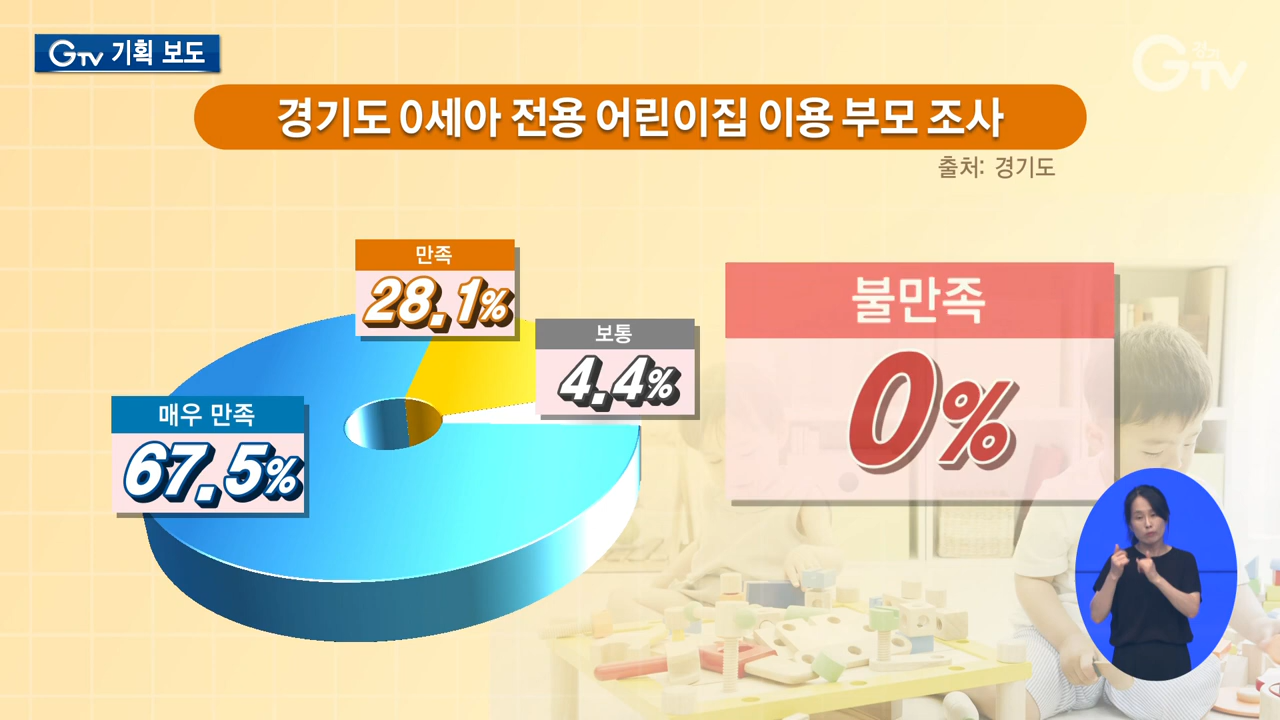 GTV 기획 보도
경기 GTV
경기도 0세아 전용 어린이집 이용 부모 조사
출처: 경기도
만족
28.1%
보통
4.4%
매우 만족
67.5%
불만족
0%